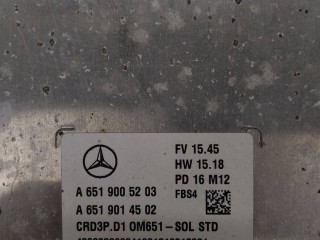 FV 15.45
HW 15.18
PD 16 M12
FBS4
A 651 900 52 03
A 651 901 45 02
CRD3P.D1 OM651-SOL STD